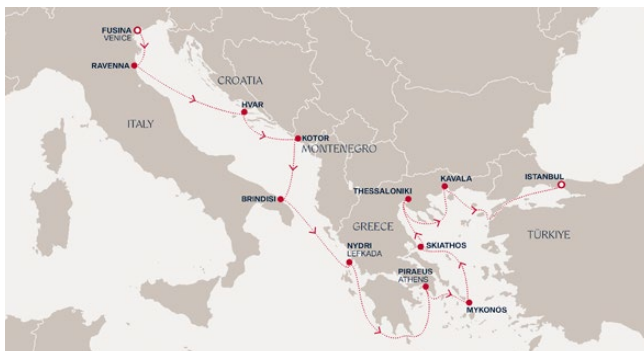 FUSINA
VENICE
RAVENNA
CROATIA
HVAR
ITALY
KOTOR
MONTENEGRO
BRINDISI
THESSALONIKI
KAVALA
ISTANBUL
GREECE
SKIATHOS
TÜRKIYE
NYDRI
LEFKADA
PIRAEUS
ATHENS
MYKONOS